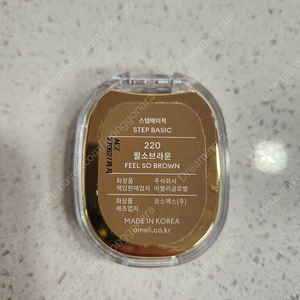 스텝베이직
STEP BASIC
220
필소브라운
FEEL SO BROWN
화장품 주식회사
책임판매업자 아멜리글로벌
화장품 코스맥스(주)
제조업자
MADE IN KOREA
ameli.co.kr